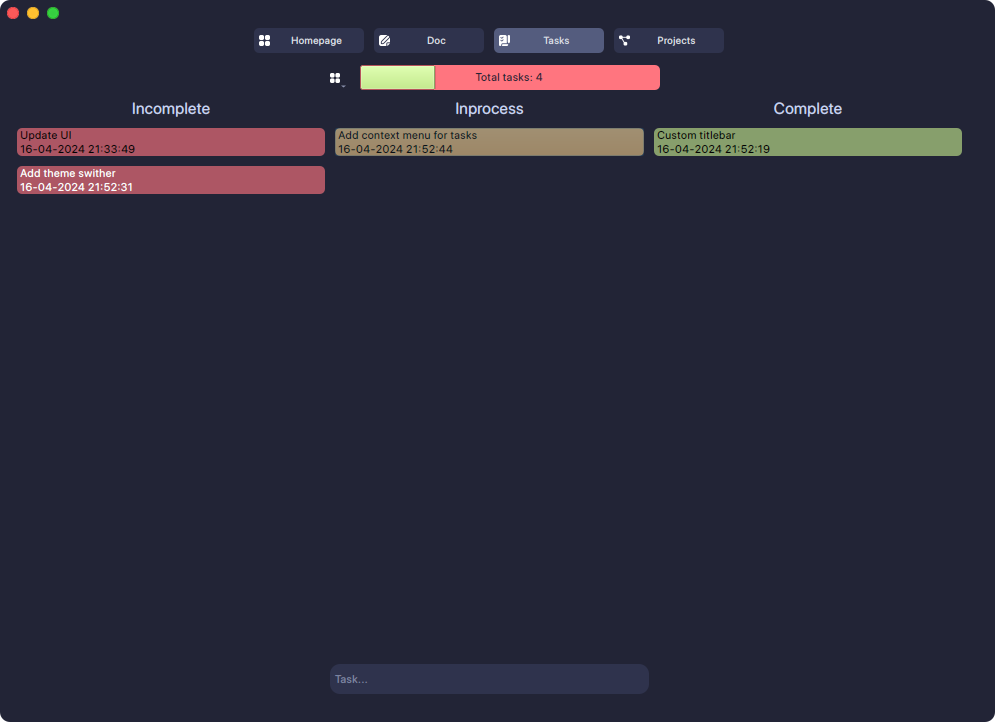 Homepage
Doc
Tasks
Projects
Total tasks: 4
Incomplete
Inprocess
Complete
Update UI
16-04-2024 21:33:49
Add theme swither
16-04-2024 21:52:31
Add context menu for tasks
16-04-2024 21:52:44
Custom titlebar
16-04-2024 21:52:19
Task...